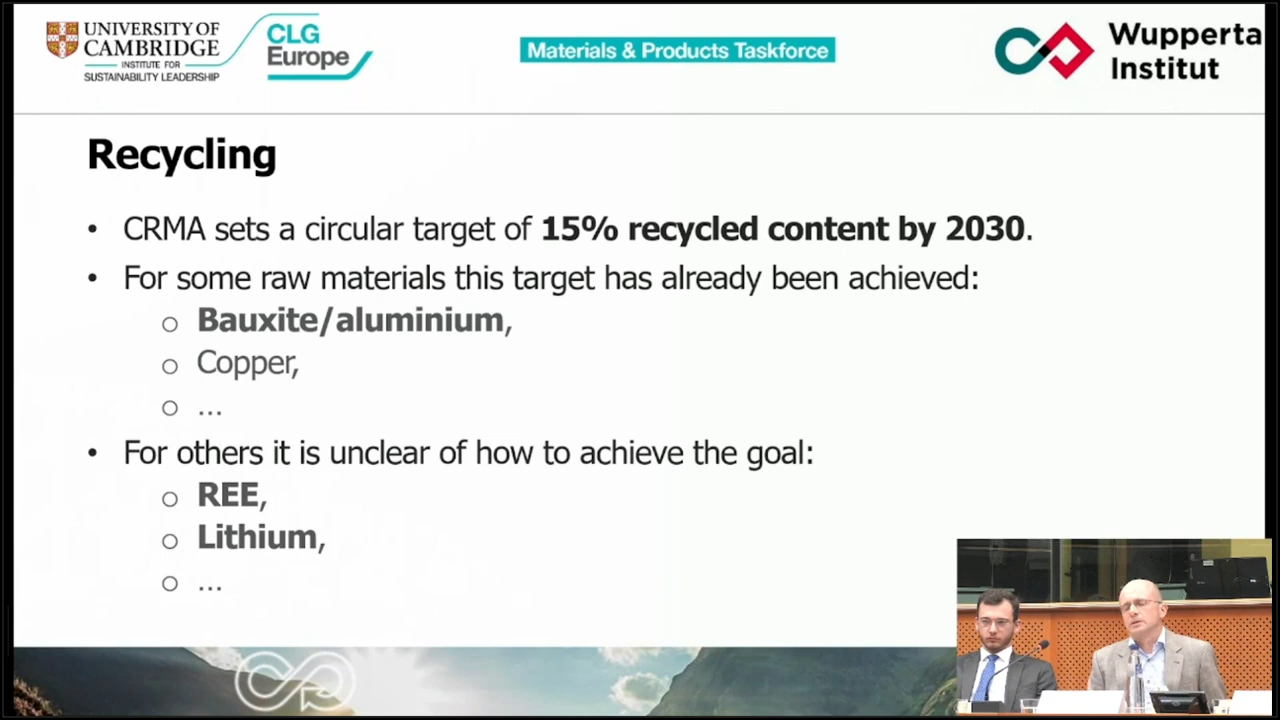 UNIVERSITY OF
CAMBRIDGE
INSTITUTE FOR
SUSTAINABILITY LEADERSHIP
CLG
Europe
Materials & Products Taskforce
Wupperta
Institut
Recycling
• CRMA sets a circular target of 15% recycled content by 2030.
• For some raw materials this target has already been achieved:
o Bauxite/aluminium,
o Copper,
o ...
• For others it is unclear of how to achieve the goal:
o REE,
o Lithium,
o ...